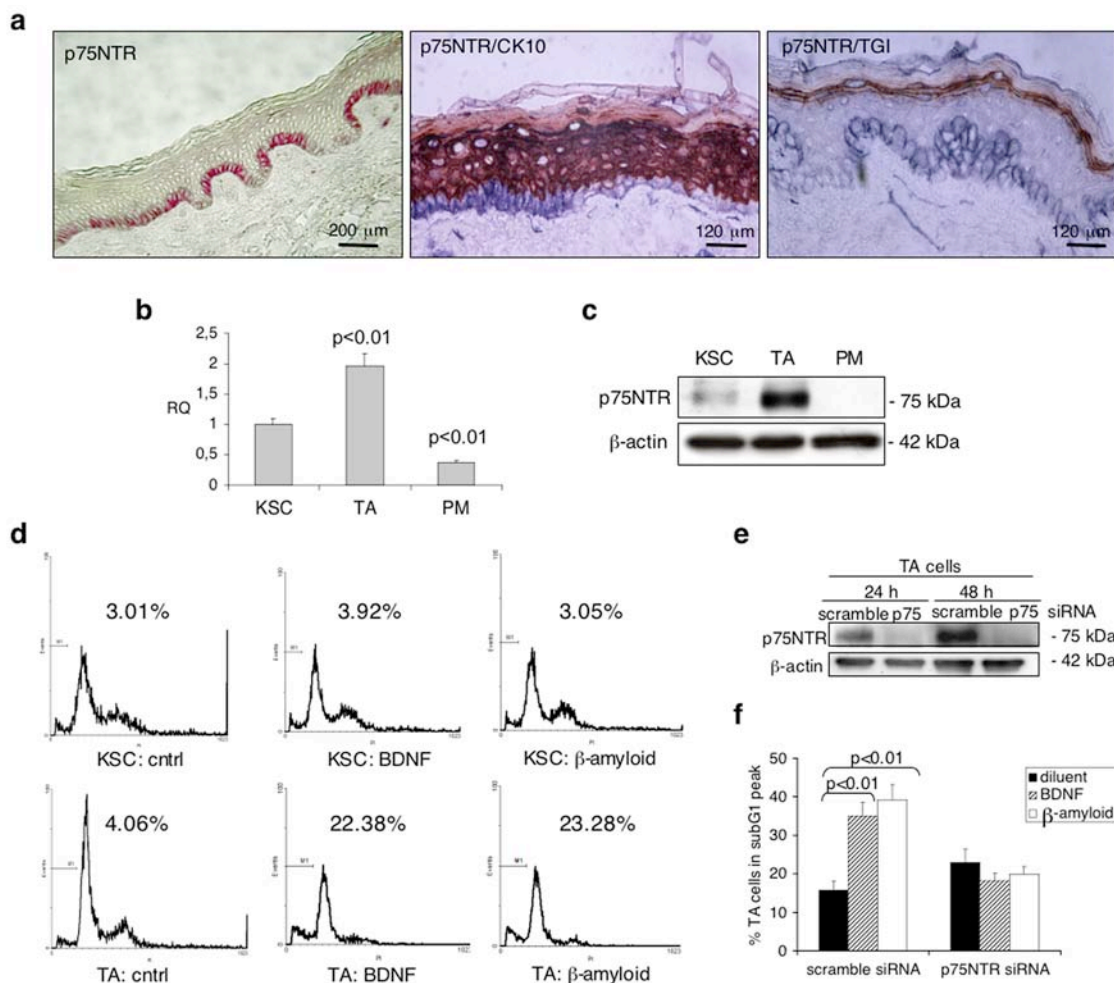 a
p75NTR
200 μm
p75NTR/CK10
120 μm
p75NTR/TGI
120 μm
b
2,5
2
1,5
1
0,5
0
RQ
p<0.01
p<0.01
KSC TA PM
c
KSC TA PM
p75NTR - 75 kDa
β-actin - 42 kDa
d
3.01%
KSC: cntrl
3.92%
KSC: BDNF
3.05%
KSC: β-amyloid
4.06%
TA: cntrl
22.38%
TA: BDNF
23.28%
TA: β-amyloid
e
TA cells
24 h 48 h
scramble p75 scramble p75 siRNA
p75NTR - 75 kDa
β-actin - 42 kDa
f
% TA cells in subG1 peak
50
40
30
20
10
0
p<0.01
p<0.01
diluent
BDNF
β-amyloid
scramble siRNA p75NTR siRNA